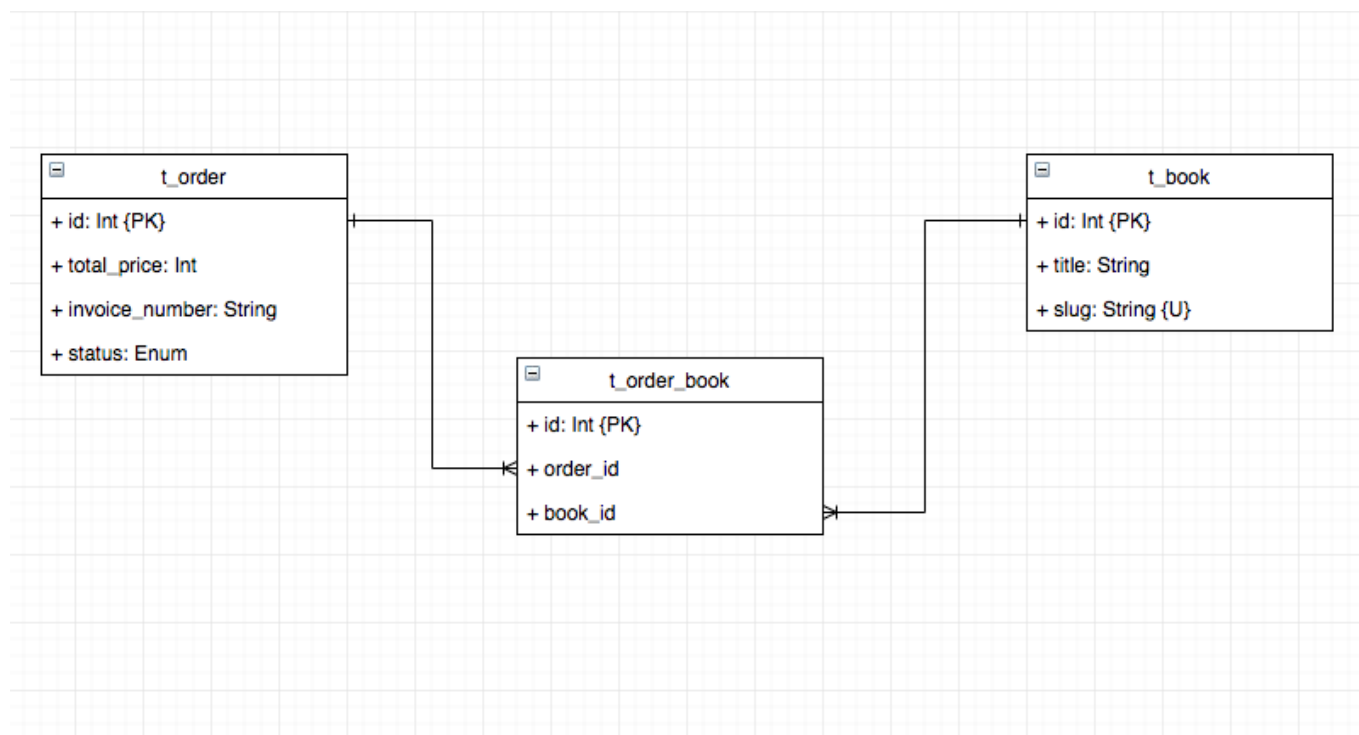 t_order
+ id: Int {PK}
+ total_price: Int
+ invoice_number: String
+ status: Enum
t_order_book
+ id: Int {PK}
+ order_id
+ book_id
t_book
+ id: Int {PK}
+ title: String
+ slug: String {U}